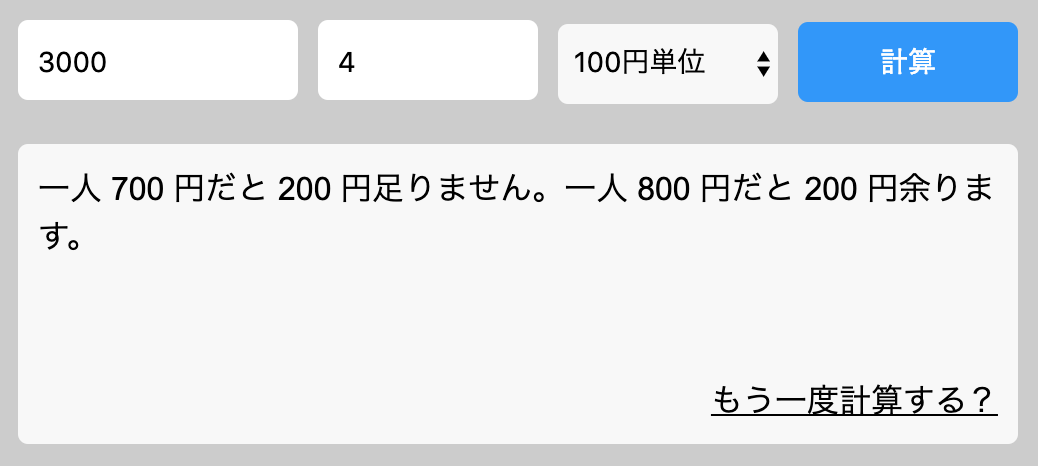 3000
4
100円単位
計算
一人 700 円だと 200 円足りません。一人 800 円だと 200 円余りま
す。
もう一度計算する？